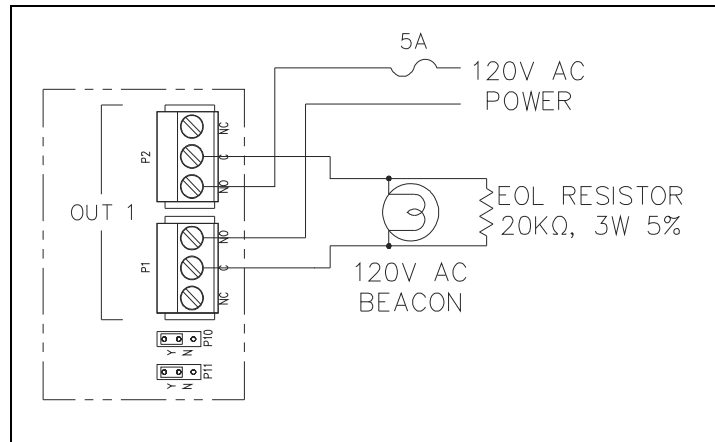 5A
120V AC
POWER
NC
C
NO
P2
OUT 1
NO
C
NC
P1
EOL RESISTOR
20KΩ, 3W 5%
120V AC
BEACON
P10
Y N
P11
Y N